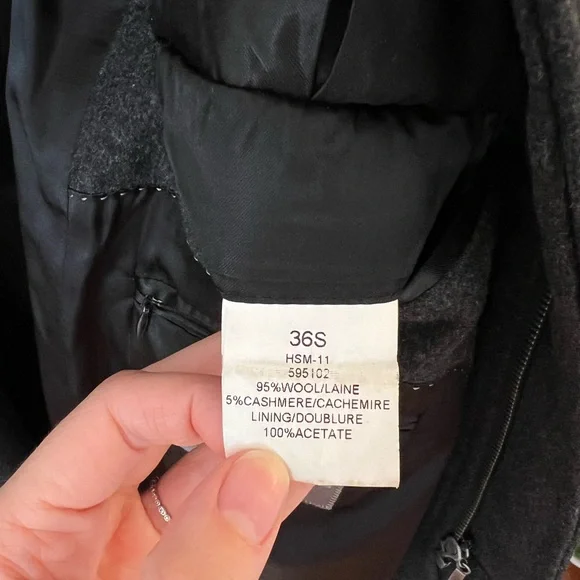 36S
HSM-11
595102
95%WOOL/LAINE
5%CASHMERE/CACHEMIRE
LINING/DOUBLURE
100%ACETATE